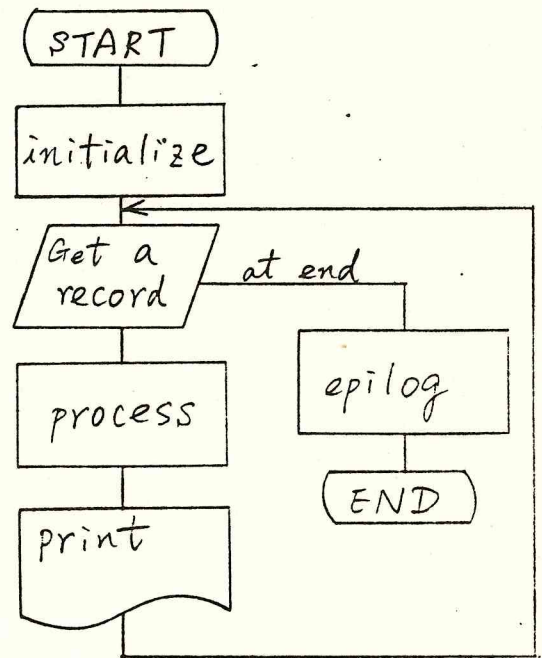 START
initialize
Get a
record
at end
process
epilog
END
print